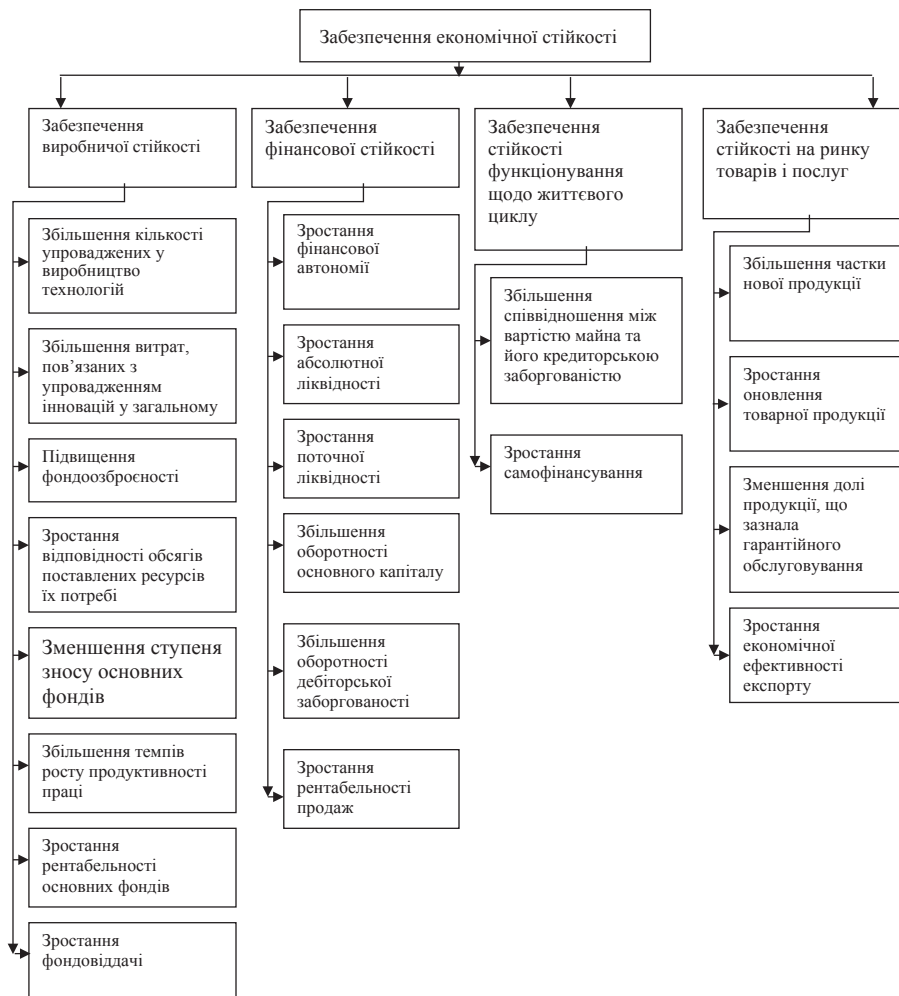 Забезпечення економічної стійкості
Забезпечення
виробничої стійкості
Збільшення кількості
упроваджених у
виробництво
технологій
Збільшення витрат,
пов’язаних з
упровадженням
інновацій у загальному
Підвищення
фондоозброєності
Зростання
відповідності обсягів
поставлених ресурсів
їх потребі
Зменшення ступеня
зносу основних
фондів
Збільшення темпів
росту продуктивності
праці
Зростання
рентабельності
основних фондів
Зростання
фондовіддачі
Забезпечення
фінансової стійкості
Зростання
фінансової
автономії
Зростання
абсолютної
ліквідності
Зростання
поточної
ліквідності
Збільшення
оборотності
основного капіталу
Збільшення
оборотності
дебіторської
заборгованості
Зростання
рентабельності
продаж
Забезпечення
стійкості
функціонування
щодо життєвого
циклу
Збільшення
співвідношення між
вартістю майна та
його кредиторською
заборгованістю
Зростання
самофінансування
Забезпечення
стійкості на ринку
товарів і послуг
Збільшення частки
нової продукції
Зростання
оновлення
товарної продукції
Зменшення долі
продукції, що
зазнала
гарантійного
обслуговування
Зростання
економічної
ефективності
експорту